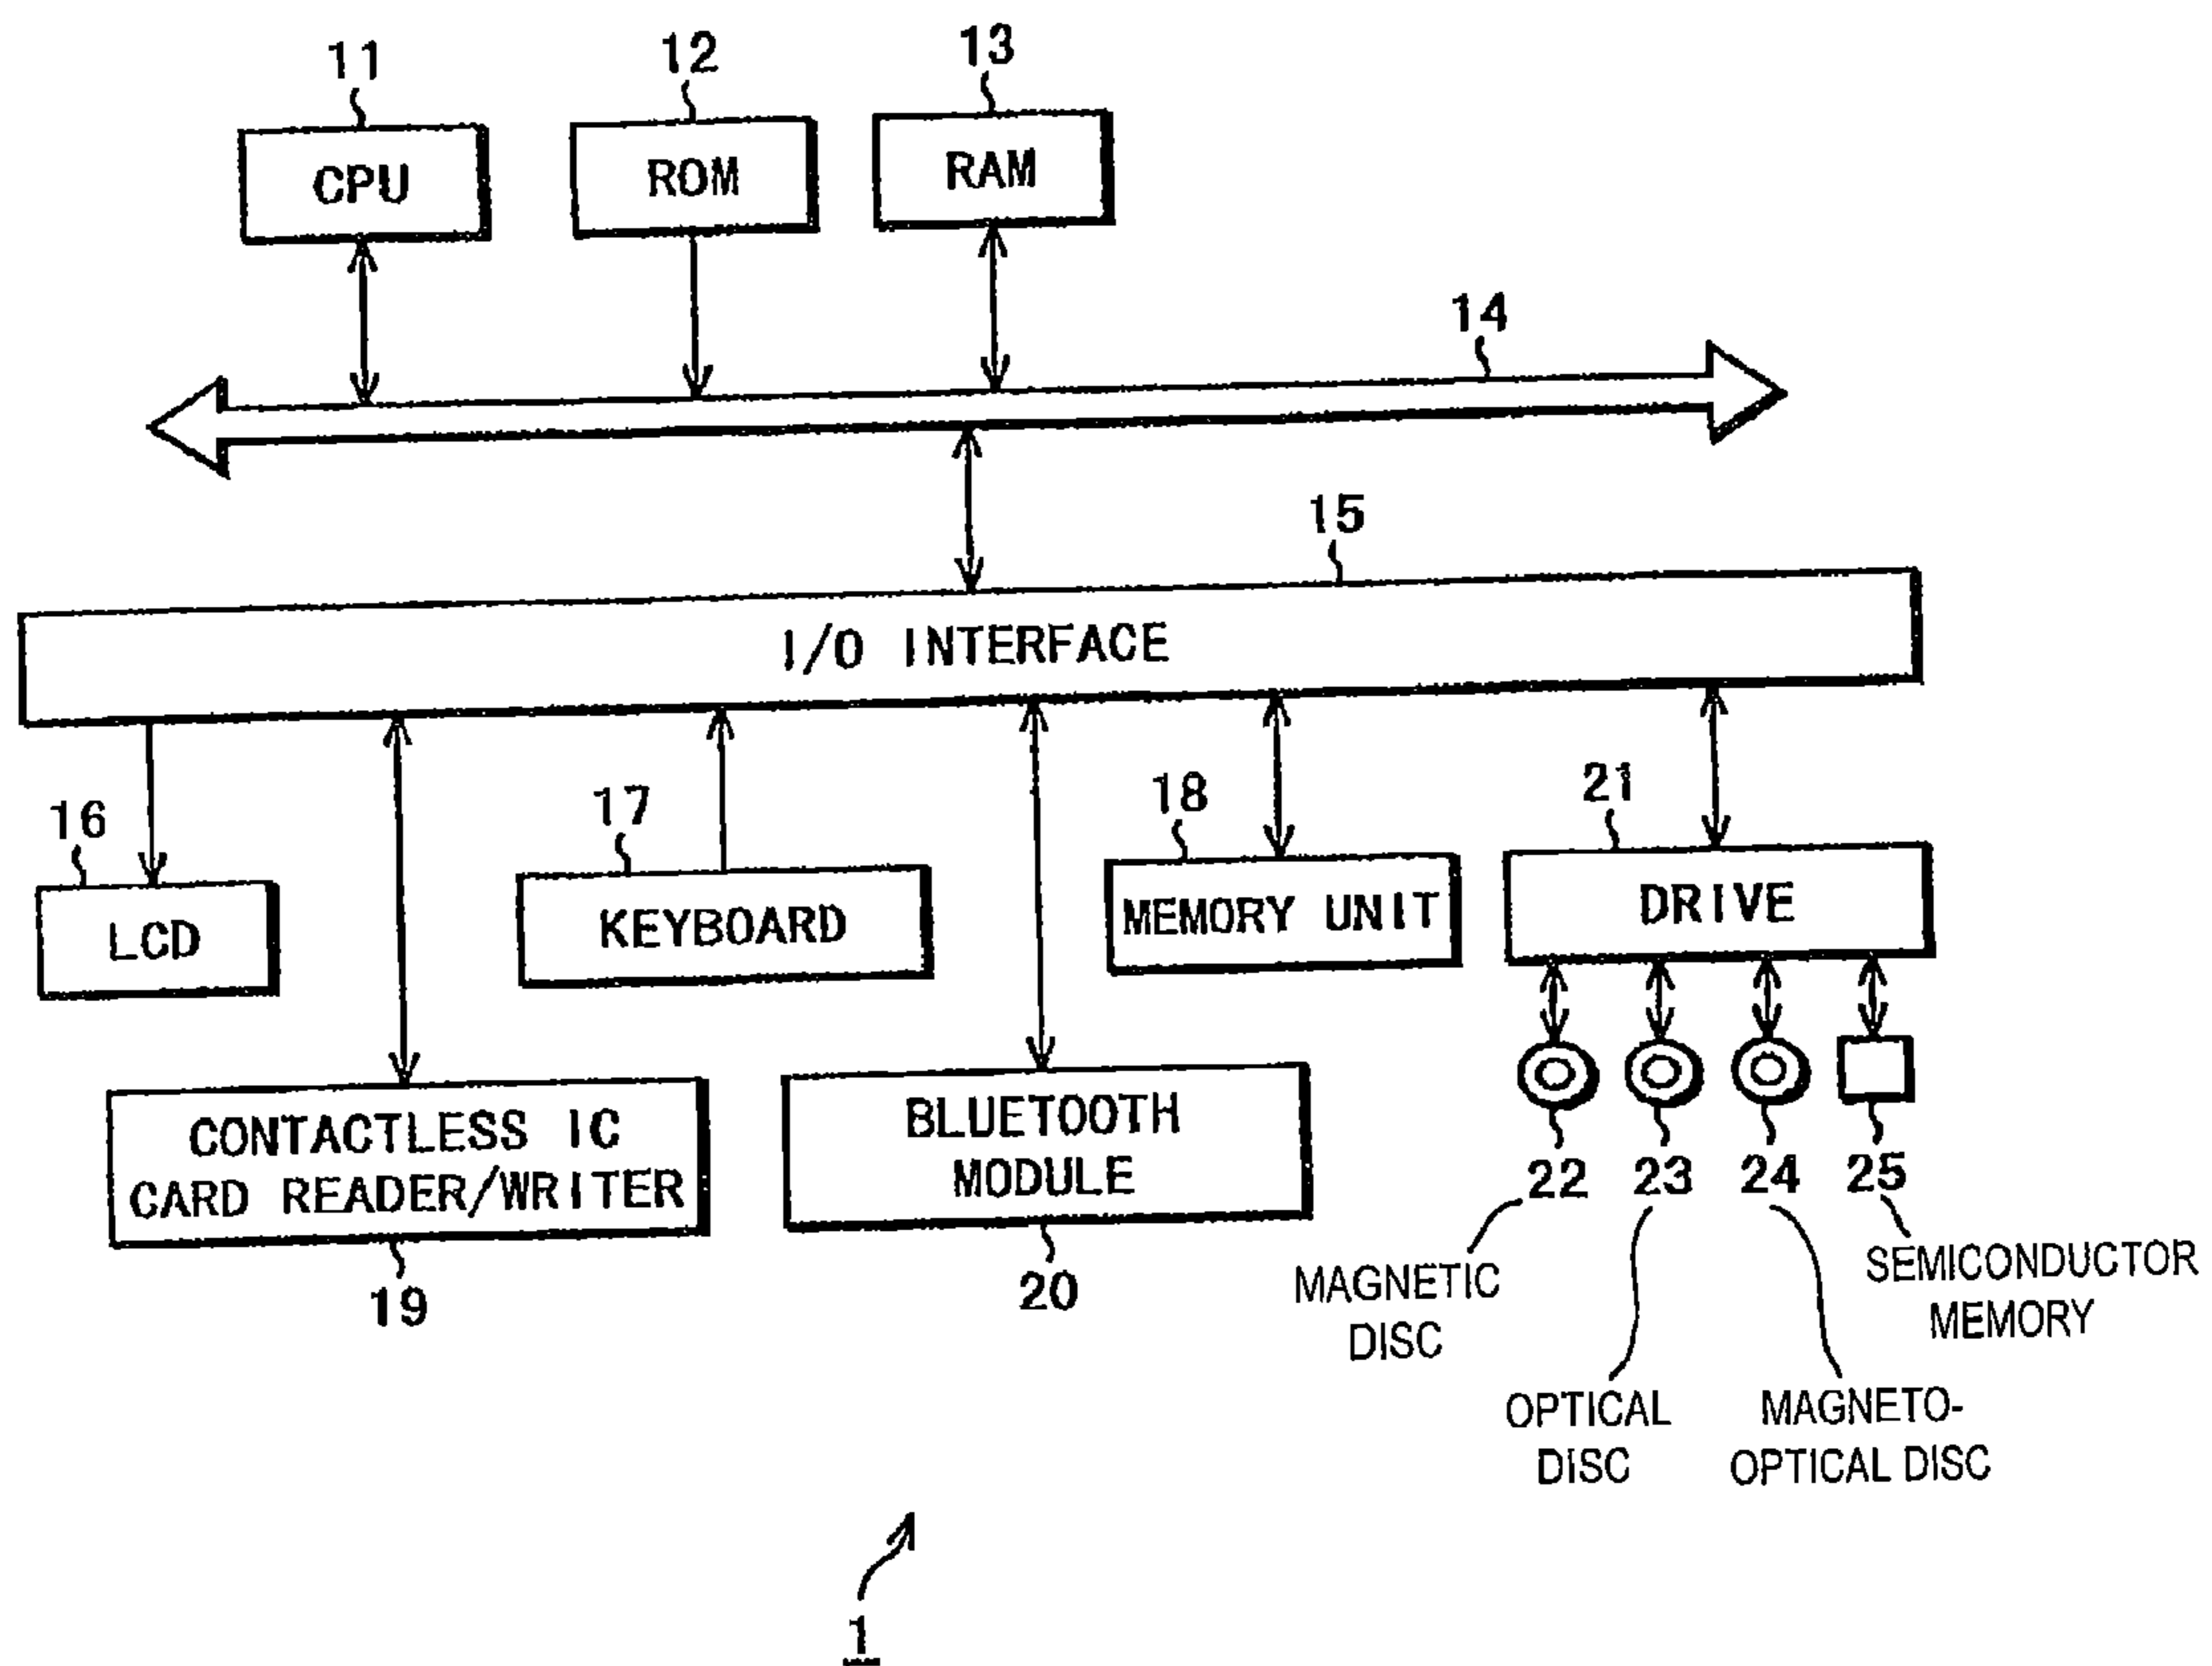 11
12
13
CPU
ROM
RAM
14
15
I/O INTERFACE
16
17
18
21
LCD
KEYBOARD
MEMORY UNIT
DRIVE
CONTACTLESS IC
CARD READER/WRITER
BLUETOOTH
MODULE
19
20
22
23
24
25
MAGNETIC
DISC
SEMICONDUCTOR
MEMORY
OPTICAL
DISC
MAGNETO-
OPTICAL DISC
1